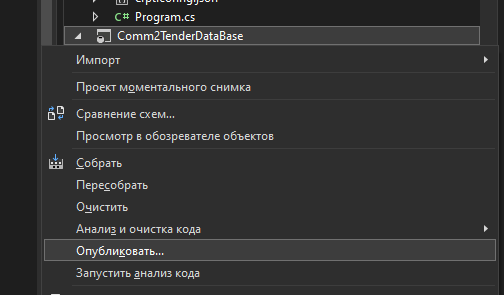 C# Program.cs
Comm2TenderDataBase
Импорт
Проект моментального снимка
Сравнение схем...
Просмотр в обозревателе объектов
Собрать
Пересобрать
Очистить
Анализ и очистка кода
Опубликовать...
Запустить анализ кода